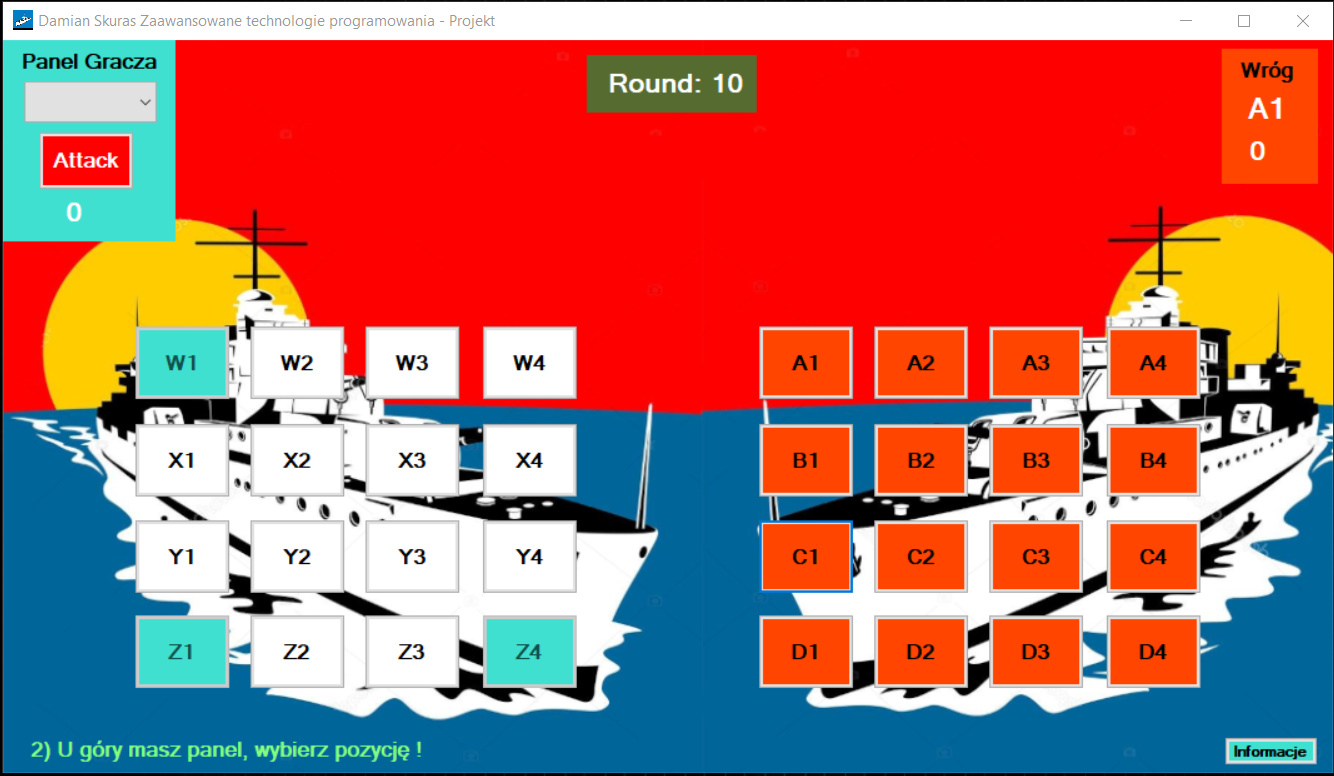 Damian Skuras Zaawansowane technologie programowania - Projekt
Panel Gracza
Attack
0
Round: 10
Wróg
A1
0
W1 W2 W3 W4
X1 X2 X3 X4
Y1 Y2 Y3 Y4
Z1 Z2 Z3 Z4
A1 A2 A3 A4
B1 B2 B3 B4
C1 C2 C3 C4
D1 D2 D3 D4
2) U góry masz panel, wybierz pozycję !
Informacje